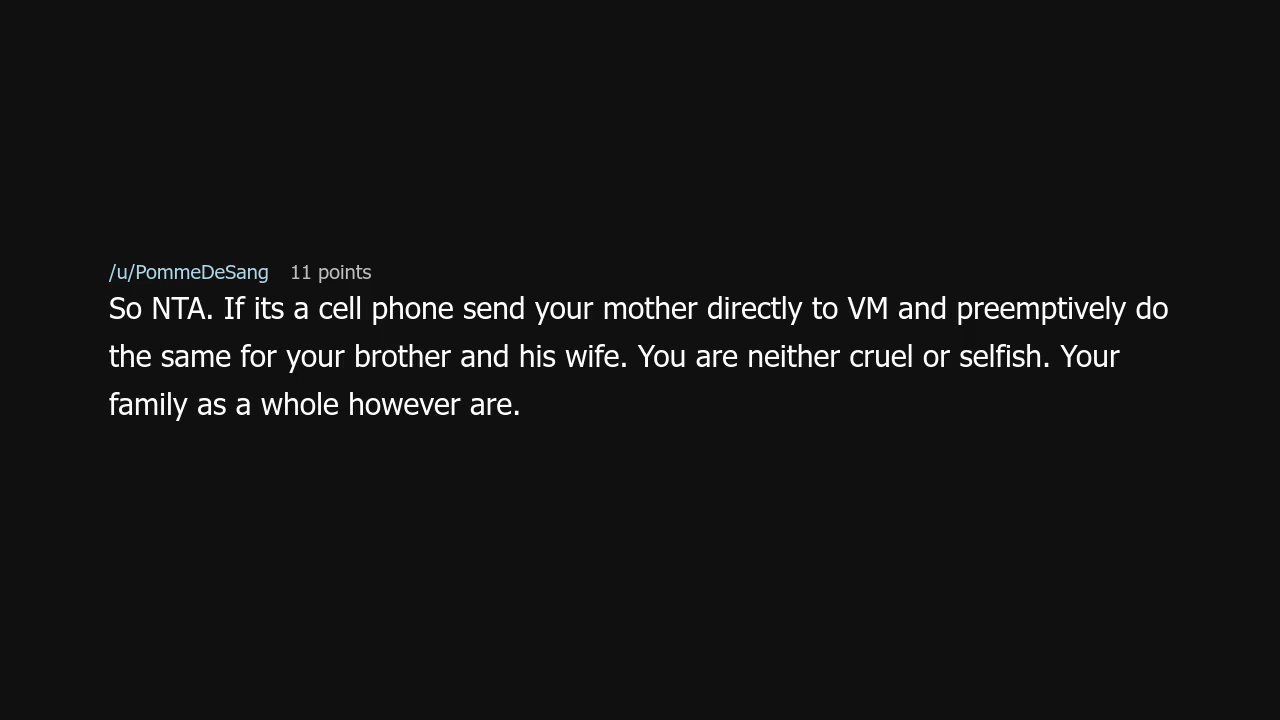 /u/PommeDeSang 11 points
So NTA. If its a cell phone send your mother directly to VM and preemptively do
the same for your brother and his wife. You are neither cruel or selfish. Your
family as a whole however are.